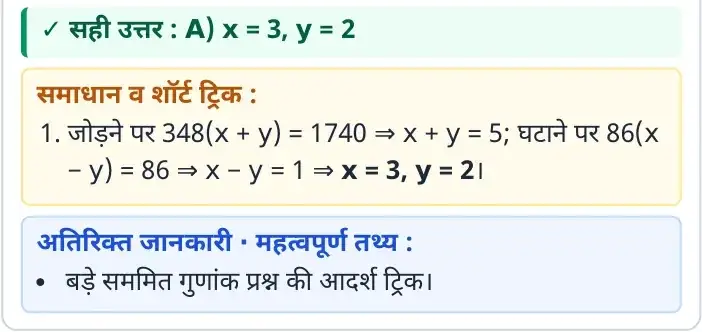 ✓ सही उत्तर : A) x = 3, y = 2
समाधान व शॉर्ट ट्रिक :
1. जोड़ने पर 348(x + y) = 1740 ⇒ x + y = 5; घटाने पर 86(x
− y) = 86 ⇒ x − y = 1 ⇒ x = 3, y = 2।
अतिरिक्त जानकारी · महत्वपूर्ण तथ्य :
• बड़े सममित गुणांक प्रश्न की आदर्श ट्रिक।